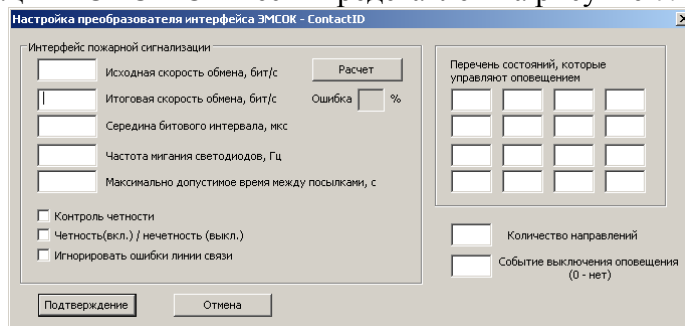 Настройка преобразователя интерфейса ЭМСОК - ContactID
Интерфейс пожарной сигнализации
Исходная скорость обмена, бит/с
Расчет
Итоговая скорость обмена, бит/с
Ошибка %
Середина битового интервала, мкс
Частота мигания светодиодов, Гц
Максимально допустимое время между посылками, с
Контроль четности
Четность(вкл.) / нечетность (выкл.)
Игнорировать ошибки линии связи
Подтверждение
Отмена
Перечень состояний, которые
управляют оповещением
Количество направлений
Событие выключения оповещения
(0 - нет)